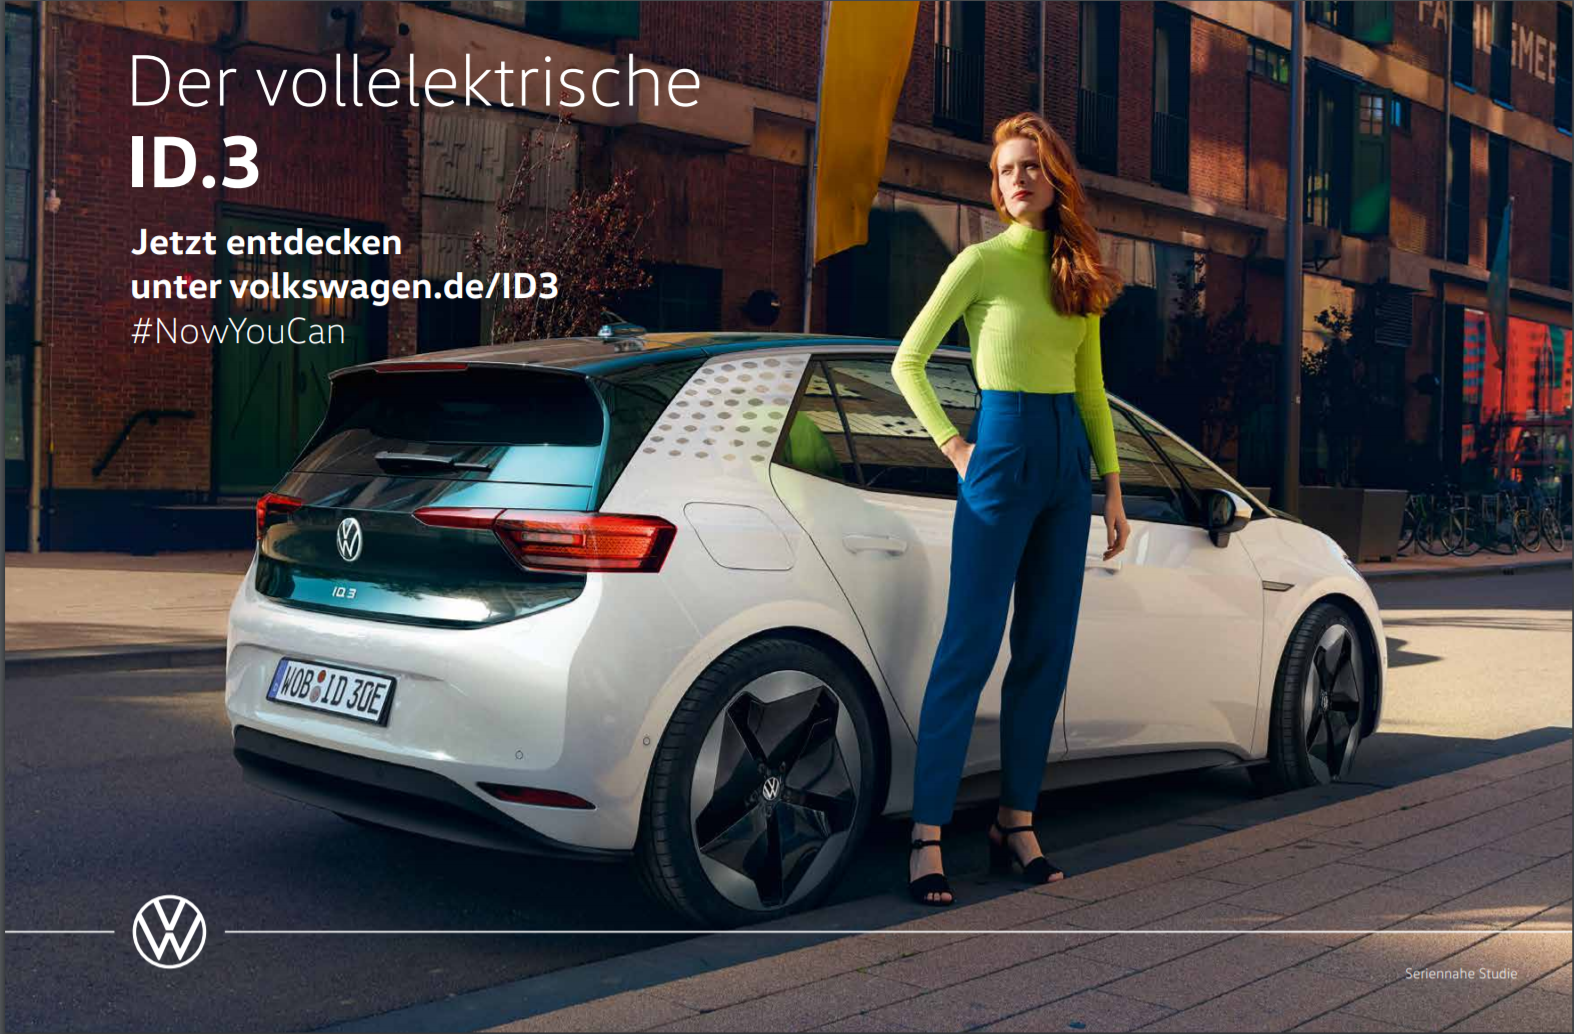 Der vollelektrische
ID.3
Jetzt entdecken
unter volkswagen.de/ID3
#NowYouCan
ID.3
WOB ID 30E
Seriennahe Studie